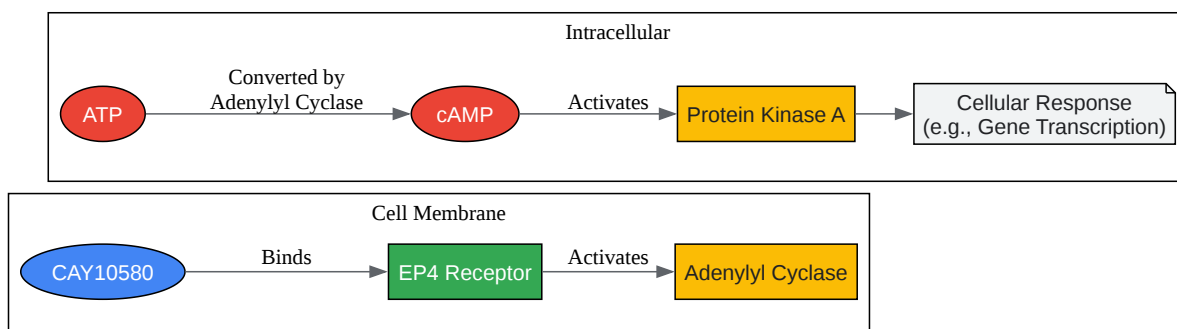 Intracellular
Converted by
Adenylyl Cyclase
ATP
cAMP
Activates
Protein Kinase A
Cellular Response
(e.g., Gene Transcription)
Cell Membrane
CAY10580
Binds
EP4 Receptor
Activates
Adenylyl Cyclase